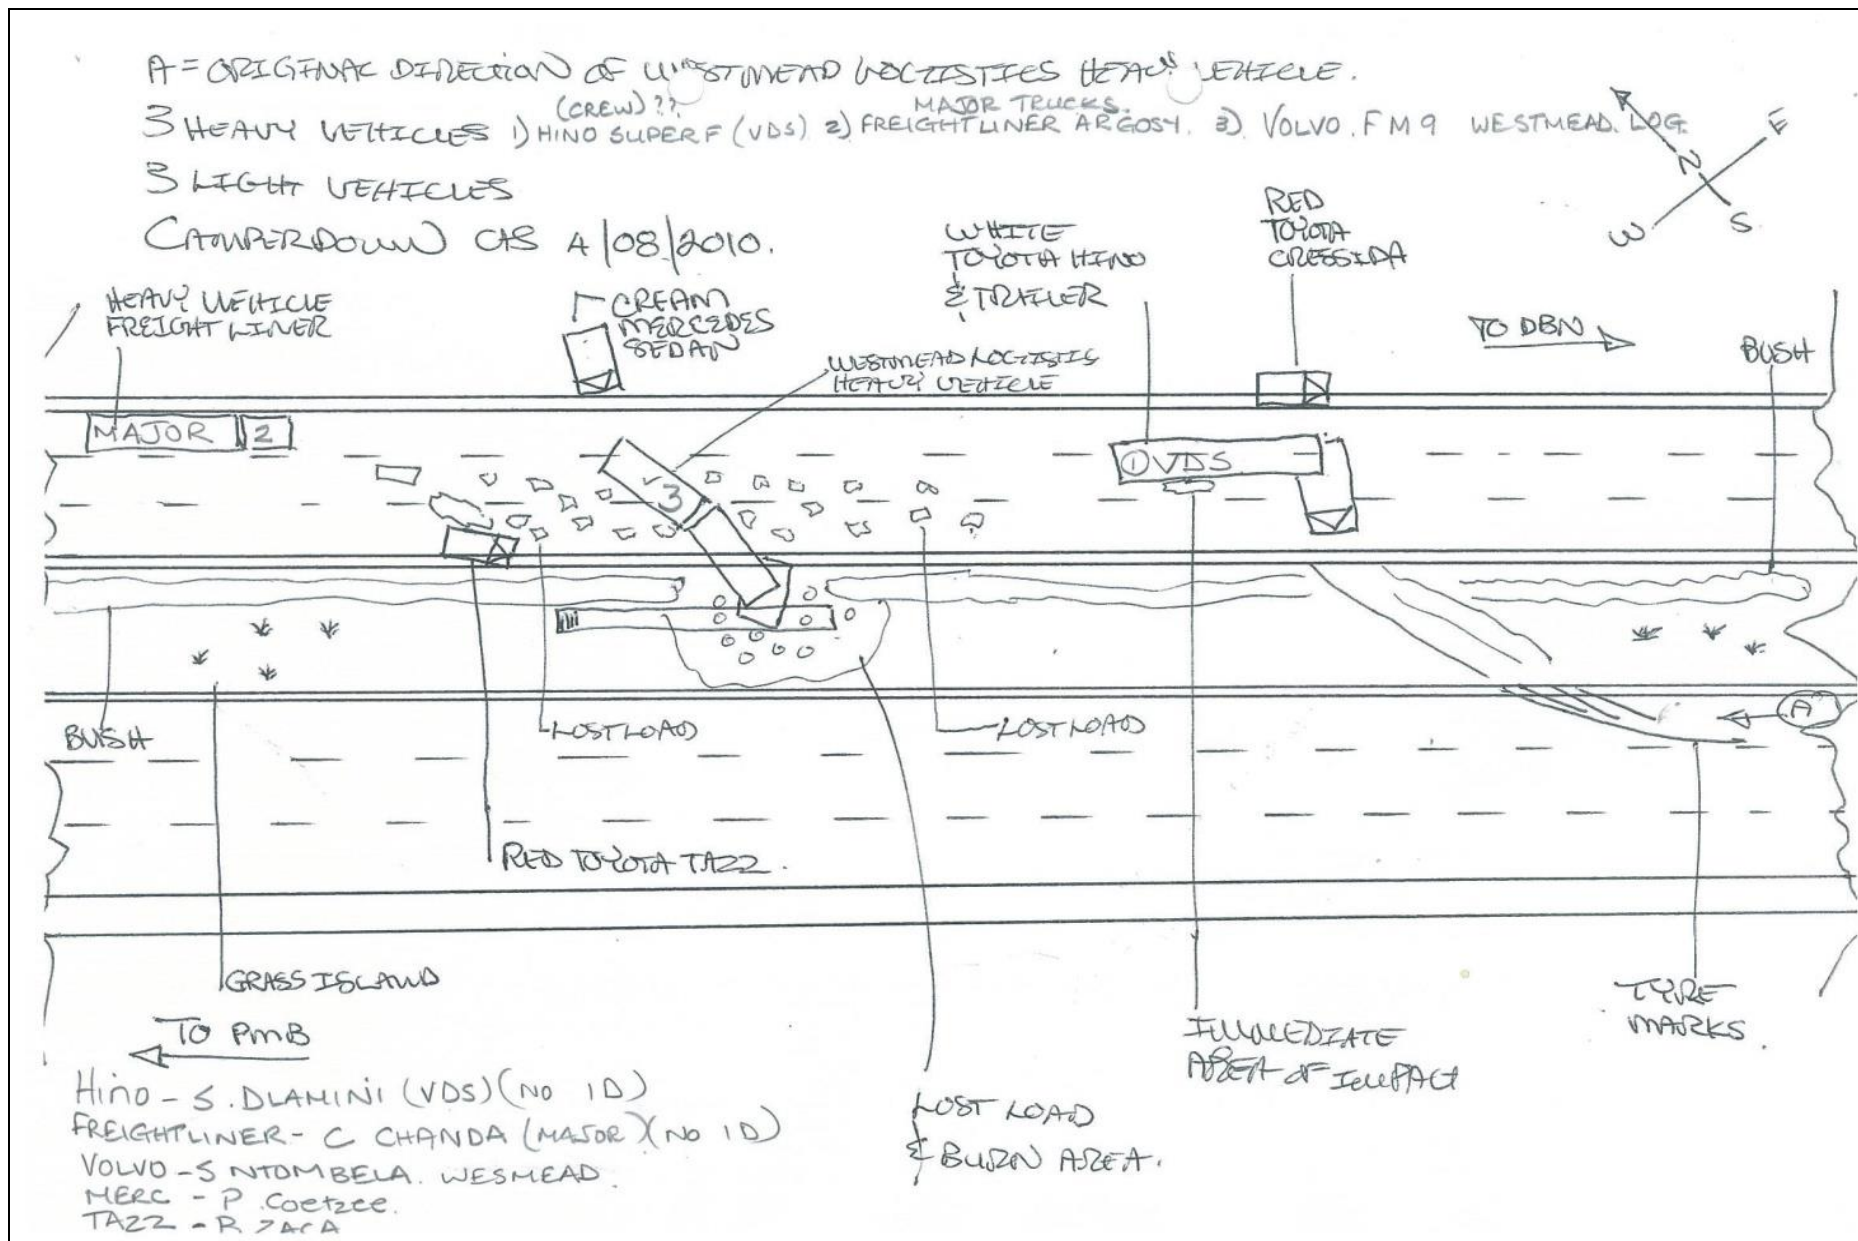 A = ORIGINAL DIRECTION OF WESTMEAD LOGISTICS HEAVY VEHICLE.
(CREW)?? MAJOR TRUCKS.
3 HEAVY VEHICLES 1) HINO SUPER F (VDS) 2) FREIGHTLINER ARGOSY. 3) VOLVO. FM9 WESTMEAD. LOG.
3 LIGHT VEHICLES
CAMPERDOWN CAS 4/08/2010.
N
E
W
S
HEAVY VEHICLE
FREIGHT LINER
CREAM
MERCEDES
SEDAN
WHITE
TOYOTA HINO
& TRAILER
RED
TOYOTA
CRESSIDA
WESTMEAD LOGISTIS
HEAVY VEHICLE
TO DBN
BUSH
MAJOR 2
3
1 VDS
A
BUSH
LOST LOAD
LOST LOAD
RED TOYOTA TAZZ.
GRASS ISLAND
TO PMB
IMMEDIATE
AREA OF IMPACT
TYRE
MARKS.
LOST LOAD
& BURN AREA.
Hino - S. DLAMINI (VDS) (NO ID)
FREIGHTLINER - C CHANDA (MAJOR) (NO ID)
VOLVO - S NTOMBELA. WESMEAD.
MERC - P. Coetzee.
TAZZ - R